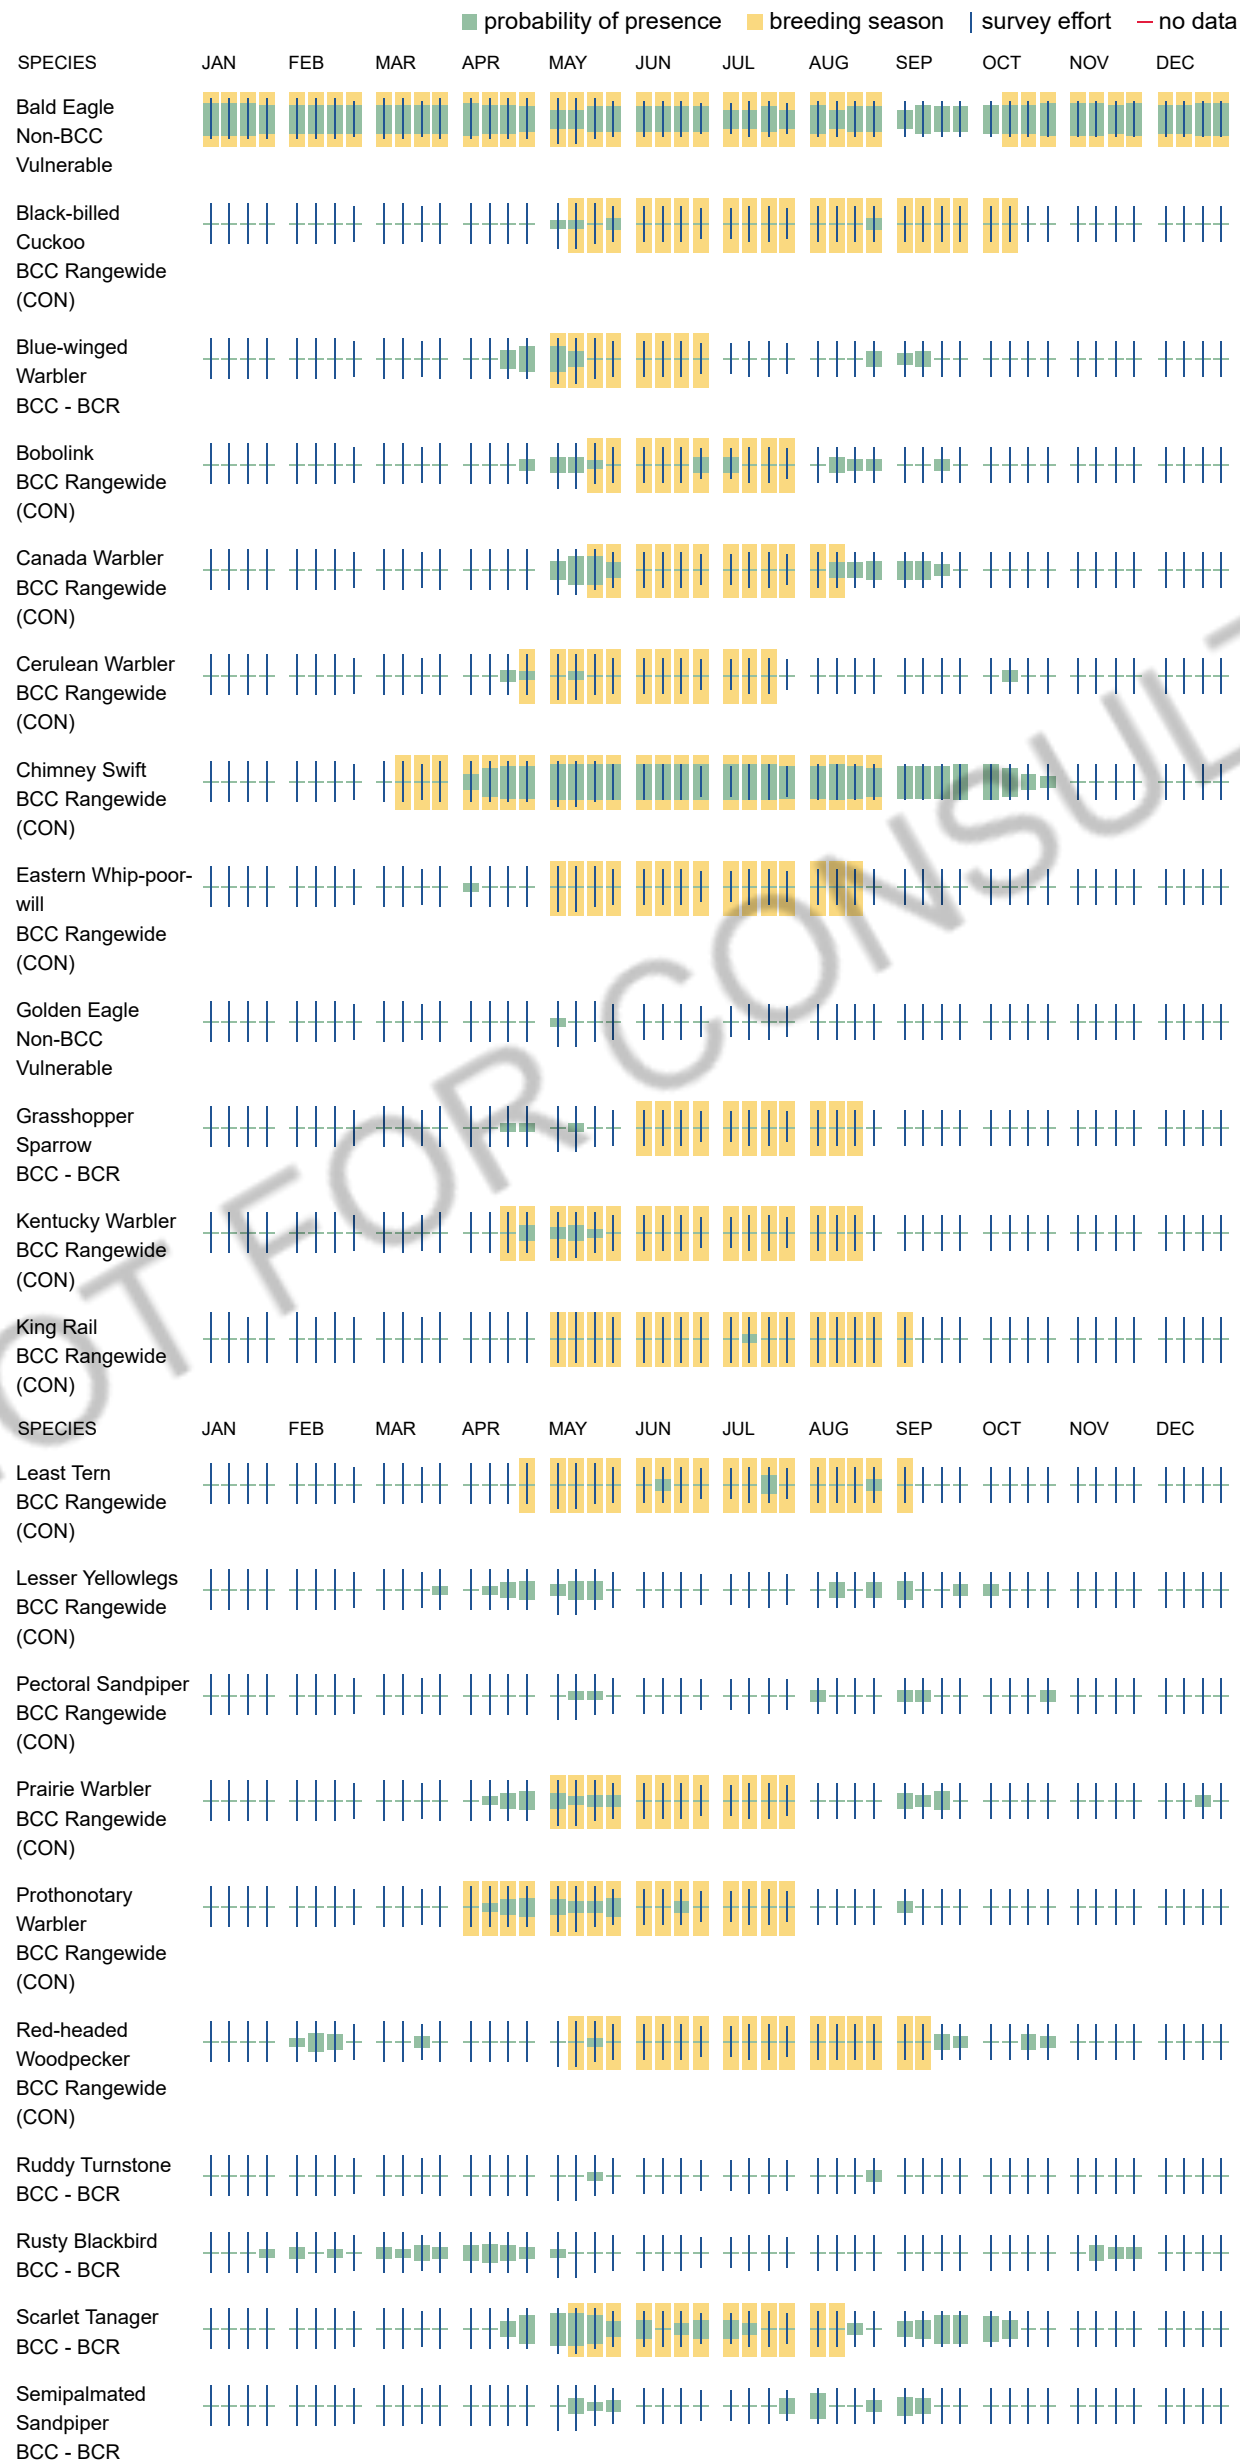 probability of presence breeding season survey effort no data
SPECIES JAN FEB MAR APR MAY JUN JUL AUG SEP OCT NOV DEC
Bald Eagle
Non-BCC
Vulnerable
Black-billed
Cuckoo
BCC Rangewide
(CON)
Blue-winged
Warbler
BCC - BCR
Bobolink
BCC Rangewide
(CON)
Canada Warbler
BCC Rangewide
(CON)
Cerulean Warbler
BCC Rangewide
(CON)
Chimney Swift
BCC Rangewide
(CON)
Eastern Whip-poor-
will
BCC Rangewide
(CON)
Golden Eagle
Non-BCC
Vulnerable
Grasshopper
Sparrow
BCC - BCR
Kentucky Warbler
BCC Rangewide
(CON)
King Rail
BCC Rangewide
(CON)
SPECIES JAN FEB MAR APR MAY JUN JUL AUG SEP OCT NOV DEC
Least Tern
BCC Rangewide
(CON)
Lesser Yellowlegs
BCC Rangewide
(CON)
Pectoral Sandpiper
BCC Rangewide
(CON)
Prairie Warbler
BCC Rangewide
(CON)
Prothonotary
Warbler
BCC Rangewide
(CON)
Red-headed
Woodpecker
BCC Rangewide
(CON)
Ruddy Turnstone
BCC - BCR
Rusty Blackbird
BCC - BCR
Scarlet Tanager
BCC - BCR
Semipalmated
Sandpiper
BCC - BCR
OT FOR CONSULT